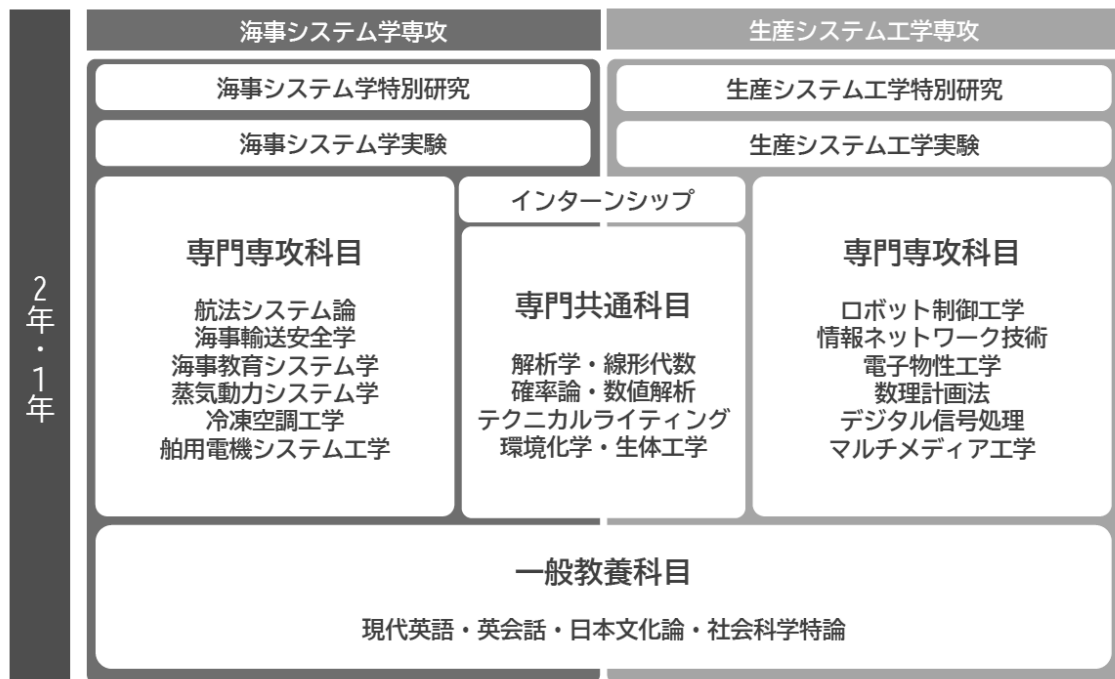 2年・1年
海事システム学専攻
生産システム工学専攻
海事システム学特別研究
生産システム工学特別研究
海事システム学実験
生産システム工学実験
インターンシップ
専門専攻科目
航法システム論
海事輸送安全学
海事教育システム学
蒸気動力システム学
冷凍空調工学
舶用電機システム工学
専門共通科目
解析学・線形代数
確率論・数値解析
テクニカルライティング
環境化学・生体工学
専門専攻科目
ロボット制御工学
情報ネットワーク技術
電子物性工学
数理計画法
デジタル信号処理
マルチメディア工学
一般教養科目
現代英語・英会話・日本文化論・社会科学特論